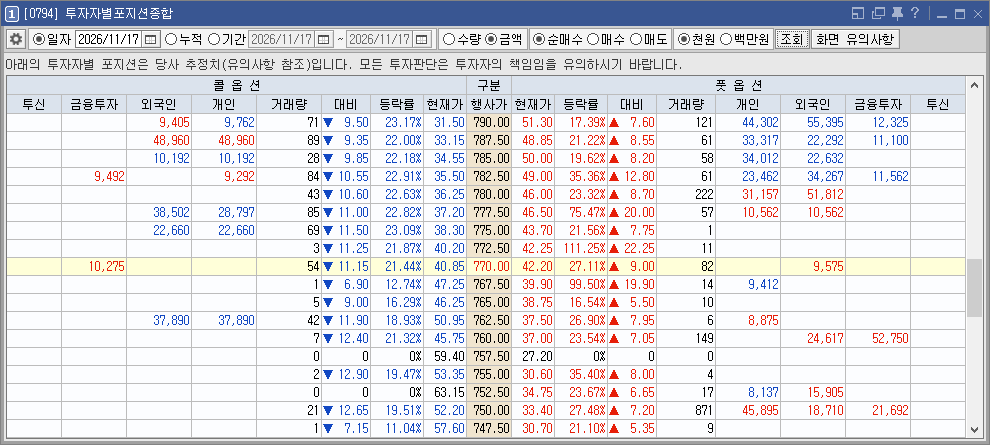 1 [0794] 투자자별포지션종합
일자 2026/11/17 누적 기간 2026/11/17 ~ 2026/11/17 수량 금액 순매수 매수 매도 천원 백만원 조회 화면 유의사항
아래의 투자자별 포지션은 당사 추정치(유의사항 참조)입니다. 모든 투자판단은 투자자의 책임임을 유의하시기 바랍니다.
콜 옵 션 구분 풋 옵 션
투신 금융투자 외국인 개인 거래량 대비 등락률 현재가 행사가 현재가 등락률 대비 거래량 개인 외국인 금융투자 투신
9,405 9,762 71 ▼ 9.50 23.17% 31.50 790.00 51.30 17.39% ▲ 7.60 121 44,302 55,395 12,325
48,960 48,960 89 ▼ 9.35 22.00% 33.15 787.50 48.85 21.22% ▲ 8.55 61 33,317 22,292 11,100
10,192 10,192 28 ▼ 9.85 22.18% 34.55 785.00 50.00 19.62% ▲ 8.20 58 34,012 22,632
9,492 9,292 84 ▼ 10.55 22.91% 35.50 782.50 49.00 35.36% ▲ 12.80 61 23,462 34,267 11,562
43 ▼ 10.60 22.63% 36.25 780.00 46.00 23.32% ▲ 8.70 222 31,157 51,812
38,502 28,797 85 ▼ 11.00 22.82% 37.20 777.50 46.50 75.47% ▲ 20.00 57 10,562 10,562
22,660 22,660 69 ▼ 11.50 23.09% 38.30 775.00 43.70 21.56% ▲ 7.75 1
3 ▼ 11.25 21.87% 40.20 772.50 42.25 111.25% ▲ 22.25 11
10,275 54 ▼ 11.15 21.44% 40.85 770.00 42.20 27.11% ▲ 9.00 82 9,575
1 ▼ 6.90 12.74% 47.25 767.50 39.90 99.50% ▲ 19.90 14 9,412
5 ▼ 9.00 16.29% 46.25 765.00 38.75 16.54% ▲ 5.50 10
37,890 37,890 42 ▼ 11.90 18.93% 50.95 762.50 37.50 26.90% ▲ 7.95 6 8,875
7 ▼ 12.40 21.32% 45.75 760.00 37.00 23.54% ▲ 7.05 149 24,617 52,750
0 0 0% 59.40 757.50 27.20 0% 0 0
2 ▼ 12.90 19.47% 53.35 755.00 30.60 35.40% ▲ 8.00 4
0 0 0% 63.15 752.50 34.75 23.67% ▲ 6.65 17 8,137 15,905
21 ▼ 12.65 19.51% 52.20 750.00 33.40 27.48% ▲ 7.20 871 45,895 18,710 21,692
1 ▼ 7.15 11.04% 57.60 747.50 30.70 21.10% ▲ 5.35 9